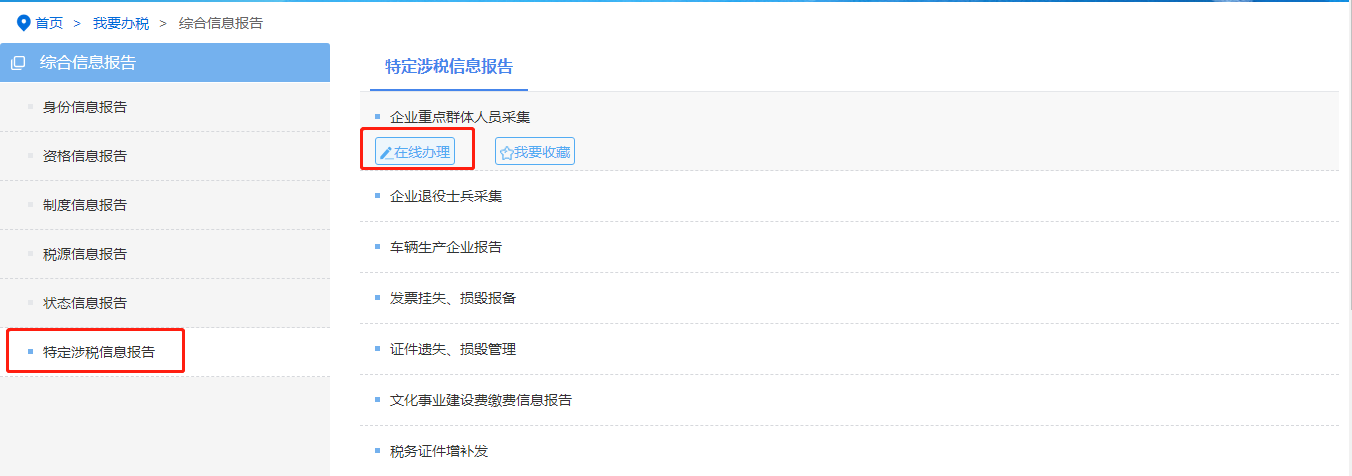 首页 > 我要办税 > 综合信息报告
综合信息报告
身份信息报告
资格信息报告
制度信息报告
税源信息报告
状态信息报告
特定涉税信息报告
特定涉税信息报告
企业重点群体人员采集
在线办理
我要收藏
企业退役士兵采集
车辆生产企业报告
发票挂失、损毁报备
证件遗失、损毁管理
文化事业建设费缴费信息报告
税务证件增补发